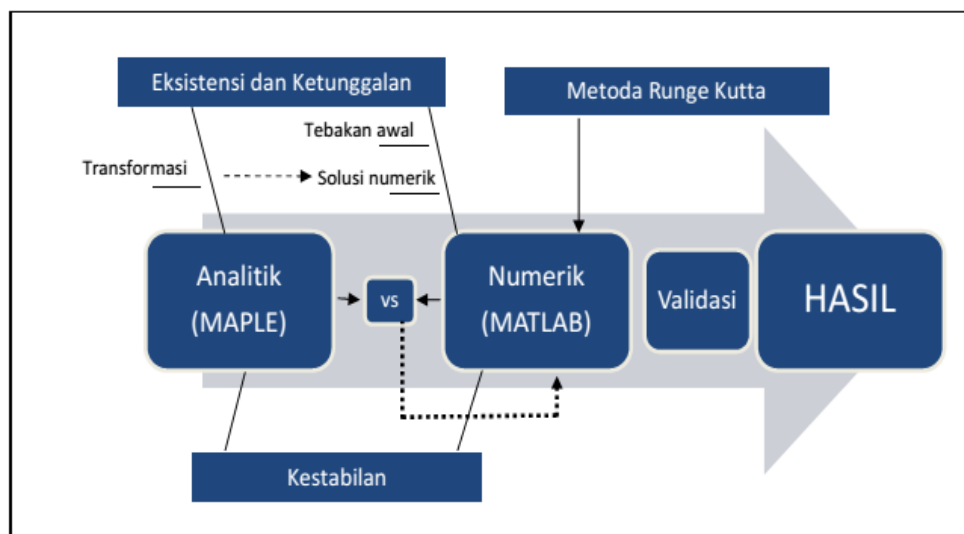 Eksistensi dan Ketunggalan
Metoda Runge Kutta
Tebakan awal
Transformasi
Solusi numerik
Analitik
(MAPLE)
vs
Numerik
(MATLAB)
Validasi
HASIL
Kestabilan